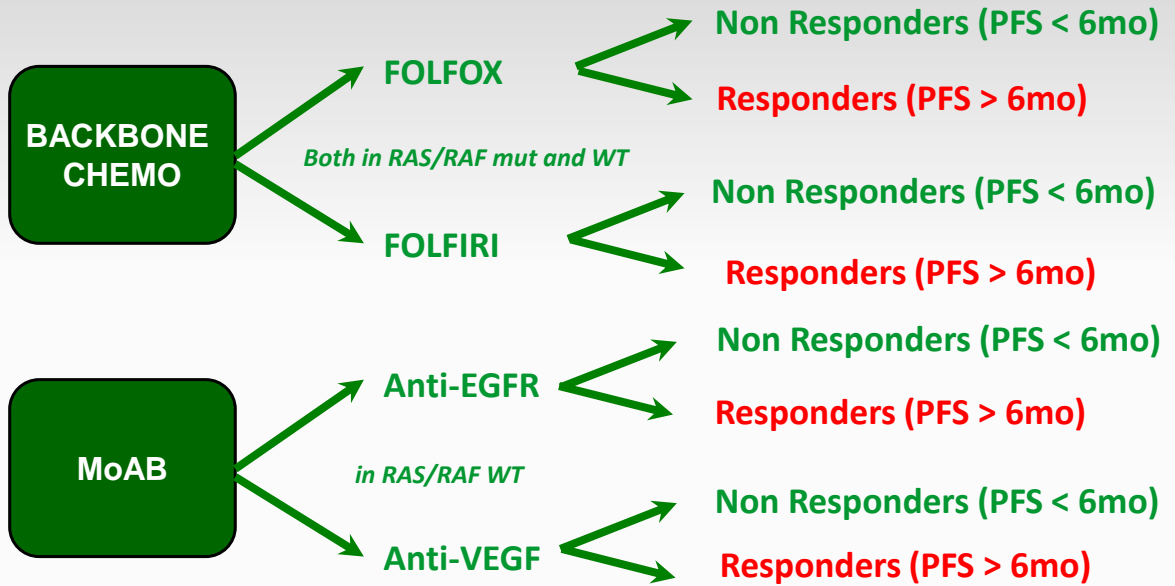 BACKBONE
CHEMO
FOLFOX
Non Responders (PFS < 6mo)
Responders (PFS > 6mo)
Both in RAS/RAF mut and WT
FOLFIRI
Non Responders (PFS < 6mo)
Responders (PFS > 6mo)
MoAB
Anti-EGFR
Non Responders (PFS < 6mo)
Responders (PFS > 6mo)
in RAS/RAF WT
Anti-VEGF
Non Responders (PFS < 6mo)
Responders (PFS > 6mo)